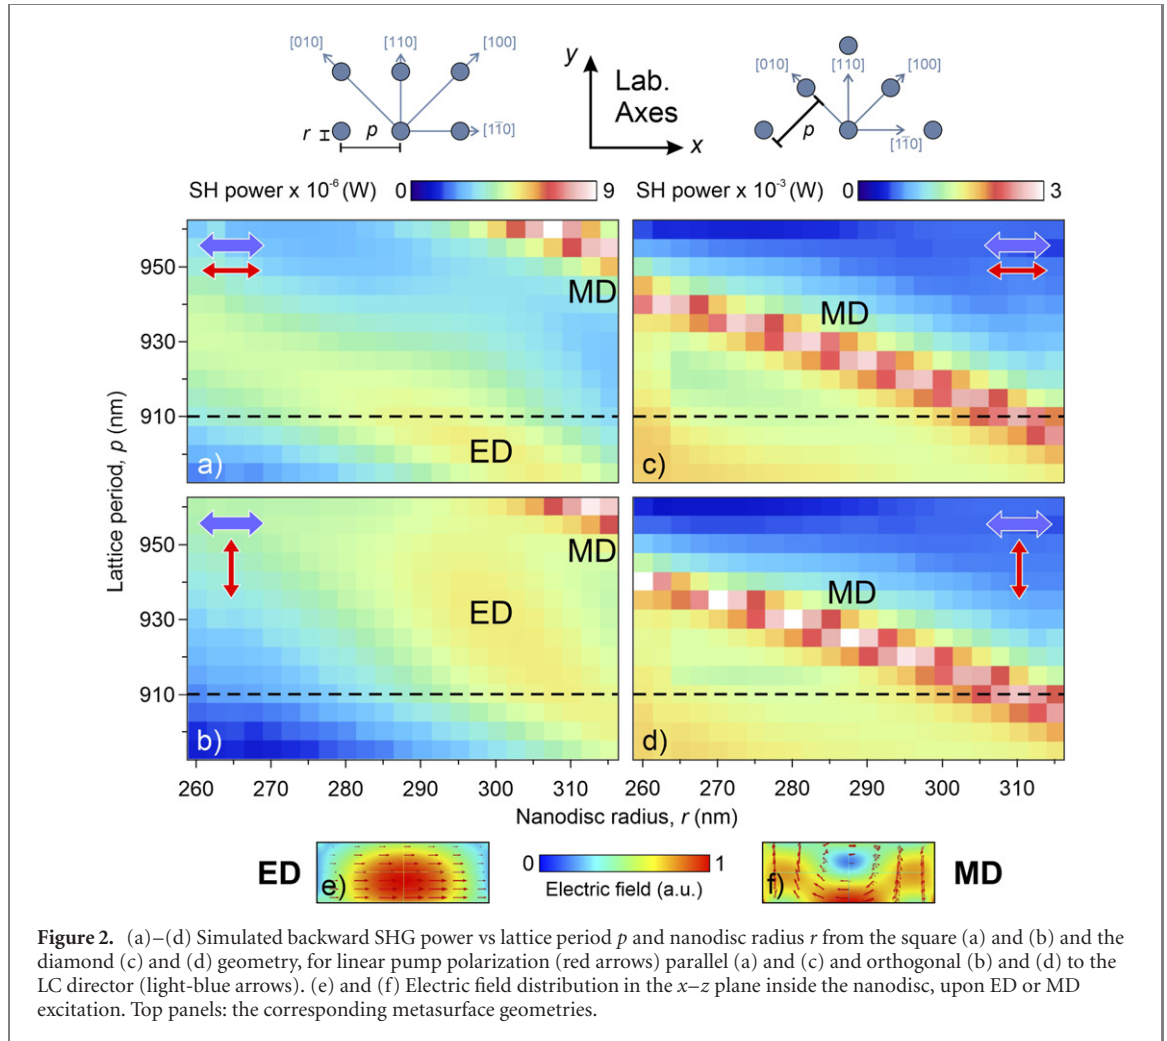 [010] [110] [100]
r p [11̅0]
y
Lab.
Axes
x
[010] [110] [100]
p
[11̅0]
SH power x 10⁻⁶ (W) 0 9
SH power x 10⁻³ (W) 0 3
Lattice period, p (nm)
950
930
910
MD
ED
a)
MD
c)
950
930
910
MD
ED
b)
MD
d)
260 270 280 290 300 310
260 270 280 290 300 310
Nanodisc radius, r (nm)
ED
e)
0 1
Electric field (a.u.)
f)
MD
Figure 2. (a)–(d) Simulated backward SHG power vs lattice period p and nanodisc radius r from the square (a) and (b) and the
diamond (c) and (d) geometry, for linear pump polarization (red arrows) parallel (a) and (c) and orthogonal (b) and (d) to the
LC director (light-blue arrows). (e) and (f) Electric field distribution in the x–z plane inside the nanodisc, upon ED or MD
excitation. Top panels: the corresponding metasurface geometries.